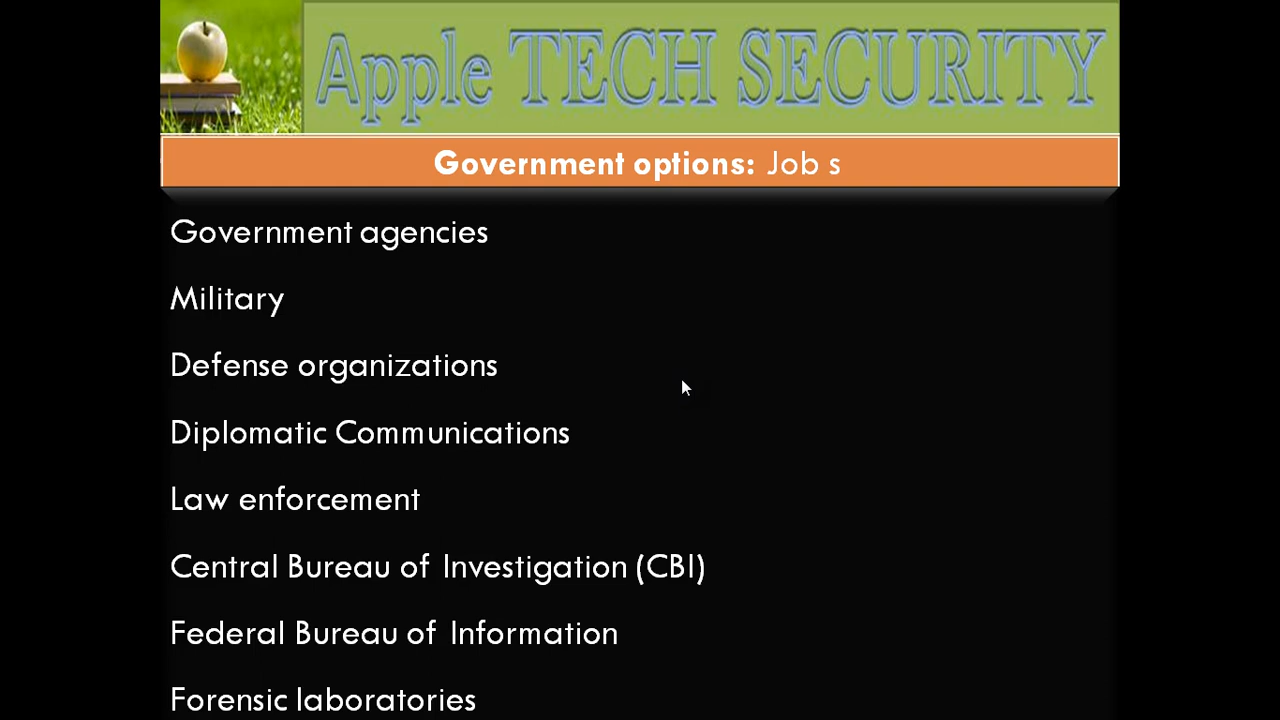 Apple TECH SECURITY
Government options: Job s
Government agencies
Military
Defense organizations
Diplomatic Communications
Law enforcement
Central Bureau of Investigation (CBI)
Federal Bureau of Information
Forensic laboratories